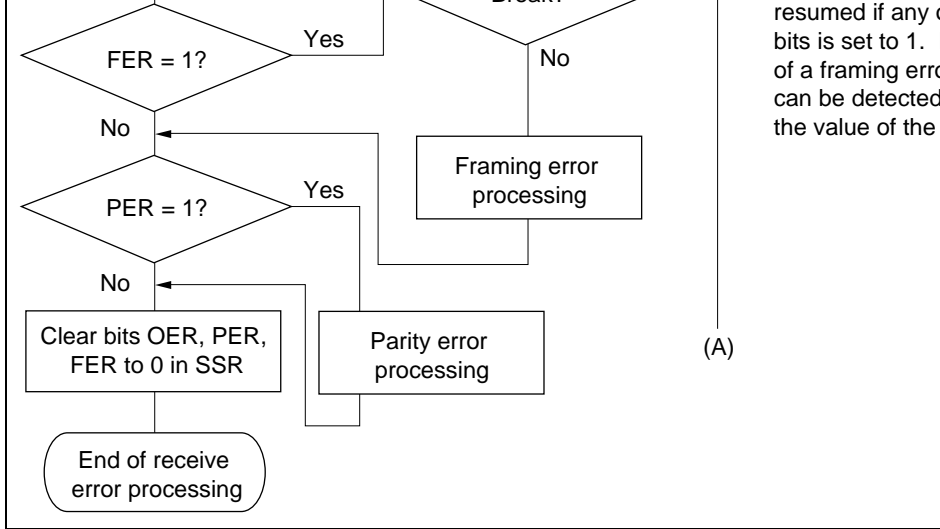 Break?
FER = 1?
Yes
No
No
Framing error
processing
PER = 1?
Yes
No
Clear bits OER, PER,
FER to 0 in SSR
Parity error
processing
(A)
End of receive
error processing
resumed if any
bits is set to 1.
of a framing
can be detected
the value of the